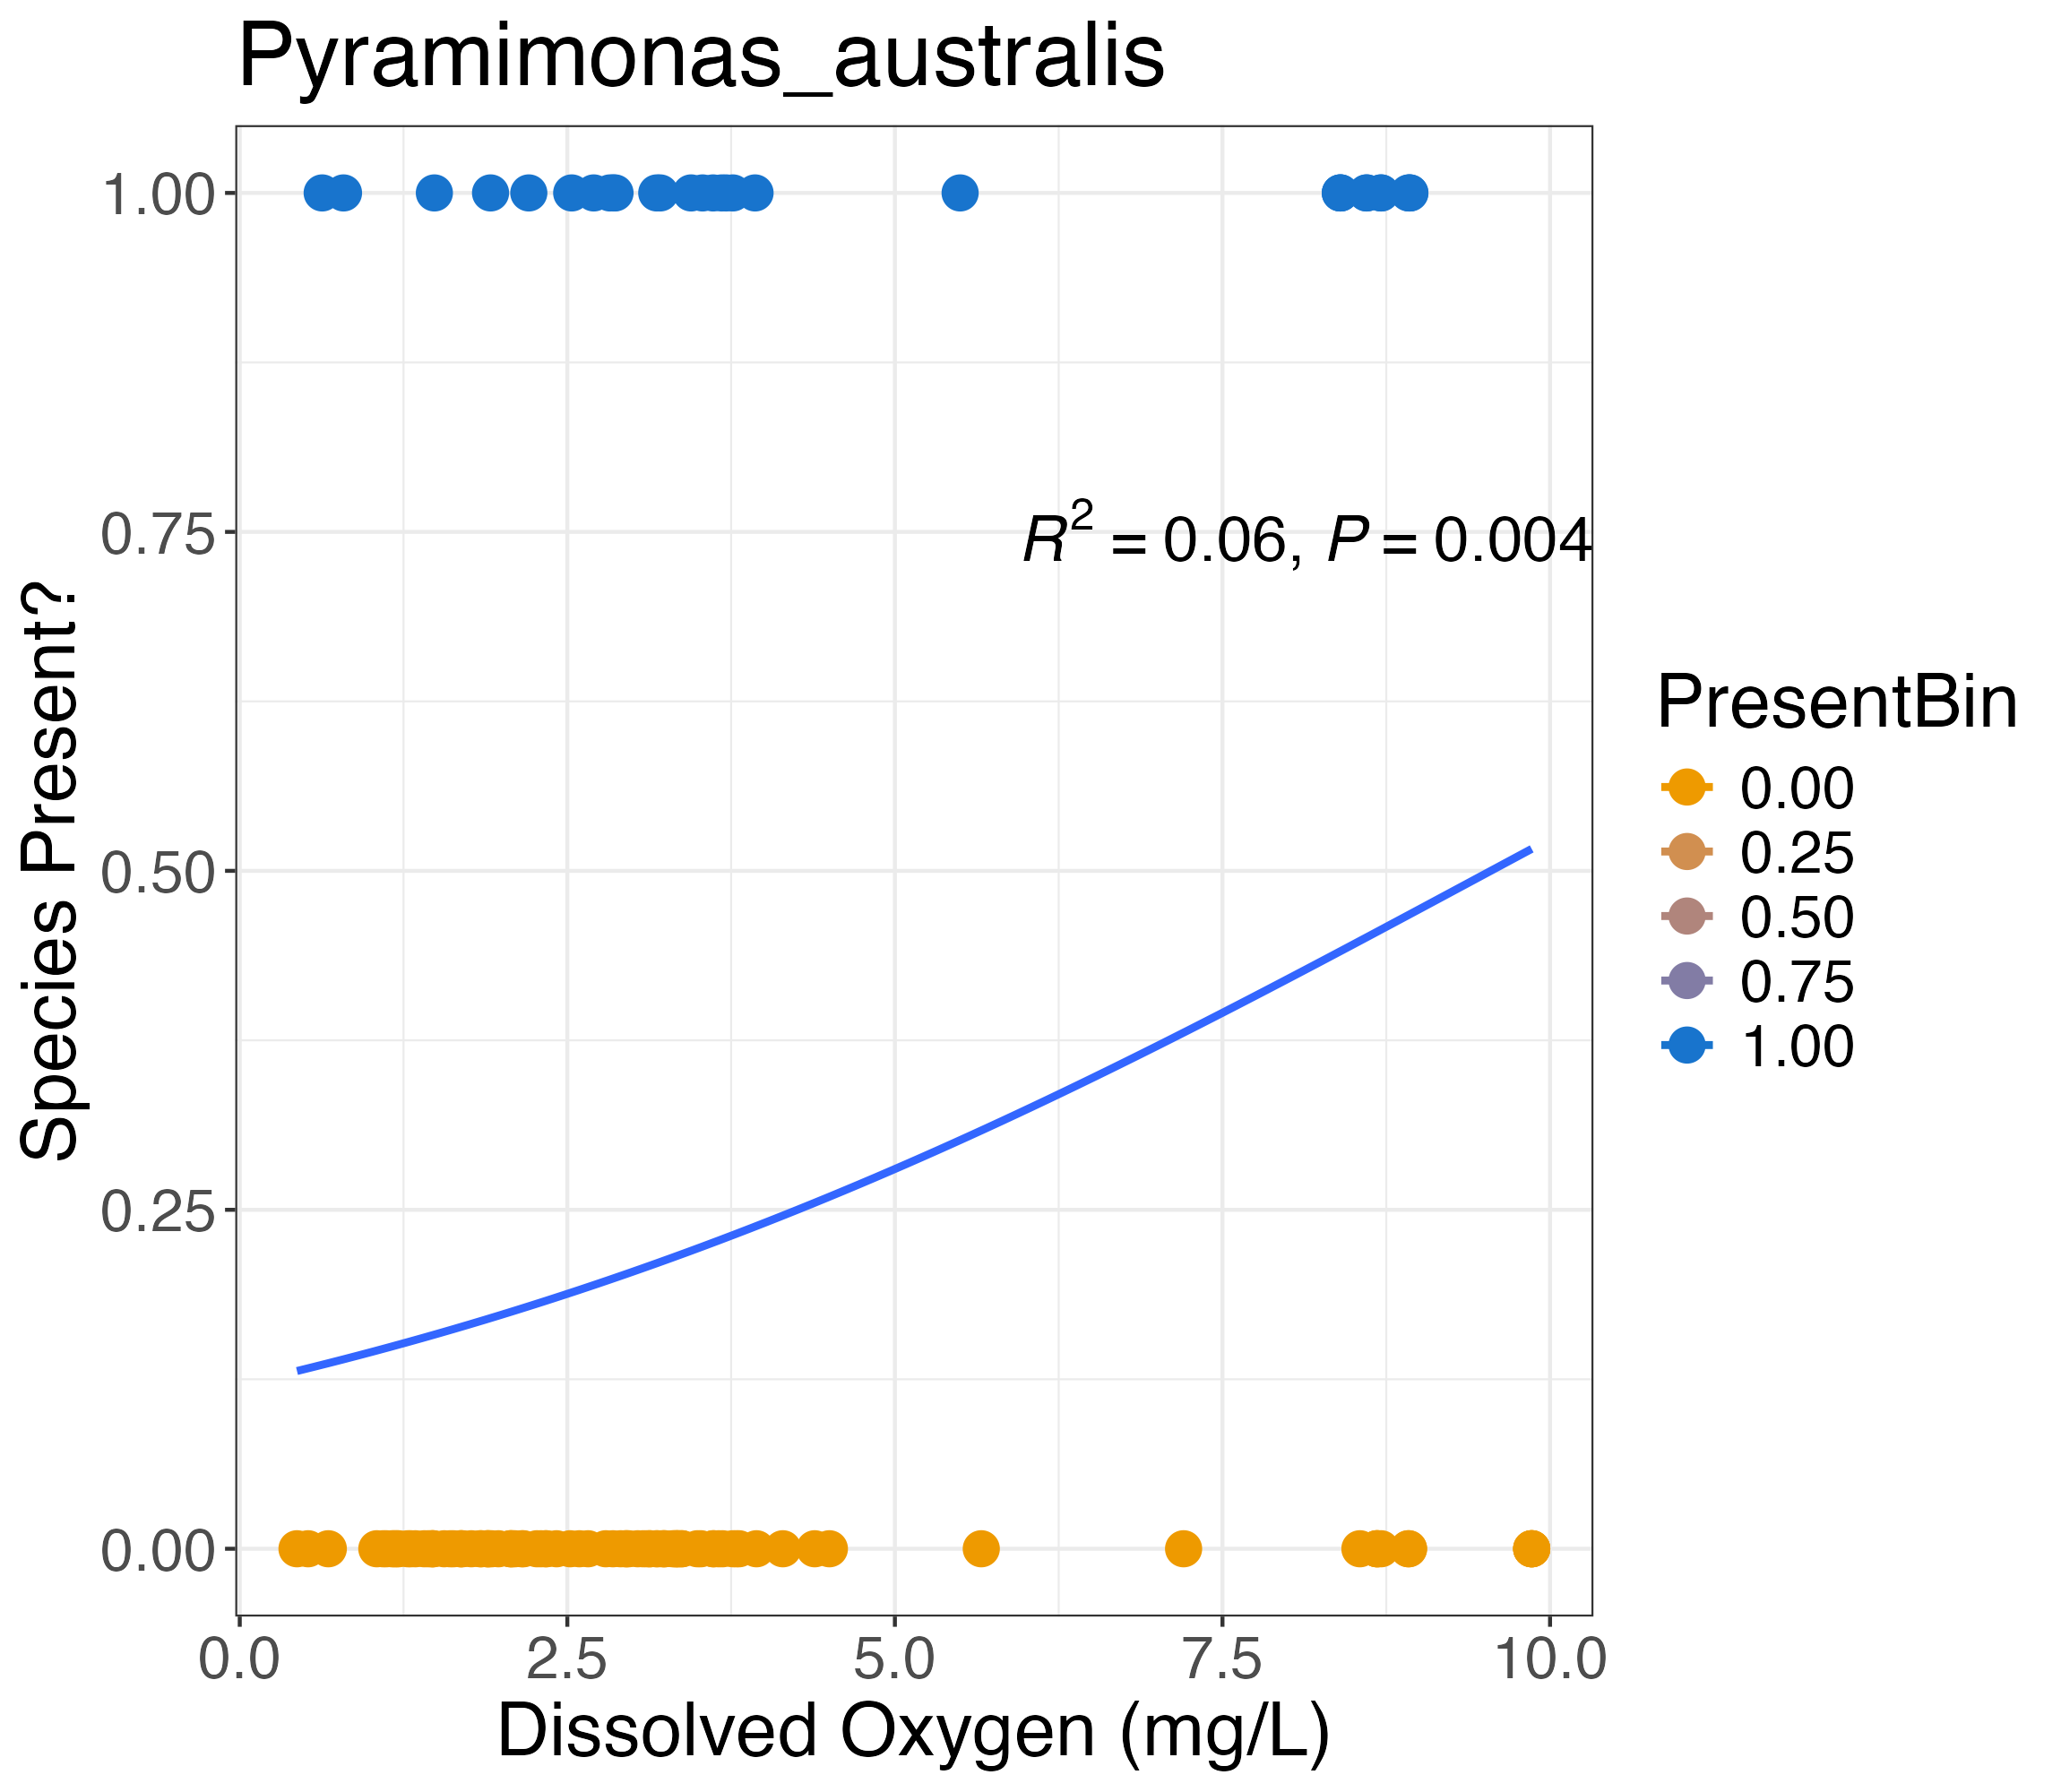 Pyramimonas_australis
1.00
0.75
0.50
0.25
0.00
Species Present?
R² = 0.06, P = 0.004
0.0 2.5 5.0 7.5 10.0
Dissolved Oxygen (mg/L)
PresentBin
0.00
0.25
0.50
0.75
1.00